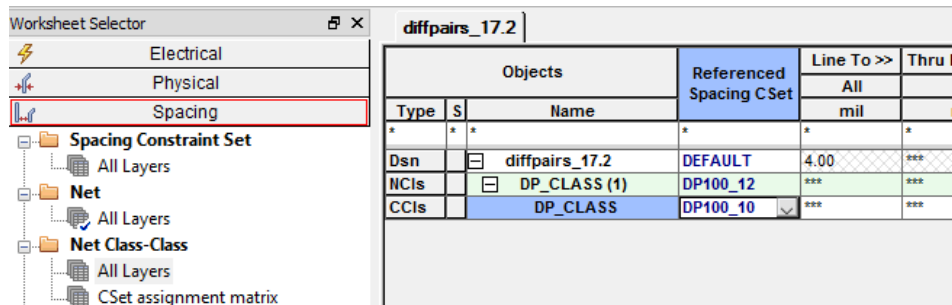 Worksheet Selector
Electrical
Physical
Spacing
Spacing Constraint Set
All Layers
Net
All Layers
Net Class-Class
All Layers
CSet assignment matrix
diffpairs_17.2
Objects
Referenced Spacing CSet
Line To >>
Thru
All
Type S Name
mil
* * * * * *
Dsn diffpairs_17.2 DEFAULT 4.00 ***
NCls DP_CLASS (1) DP100_12 *** ***
CCls DP_CLASS DP100_10 *** ***